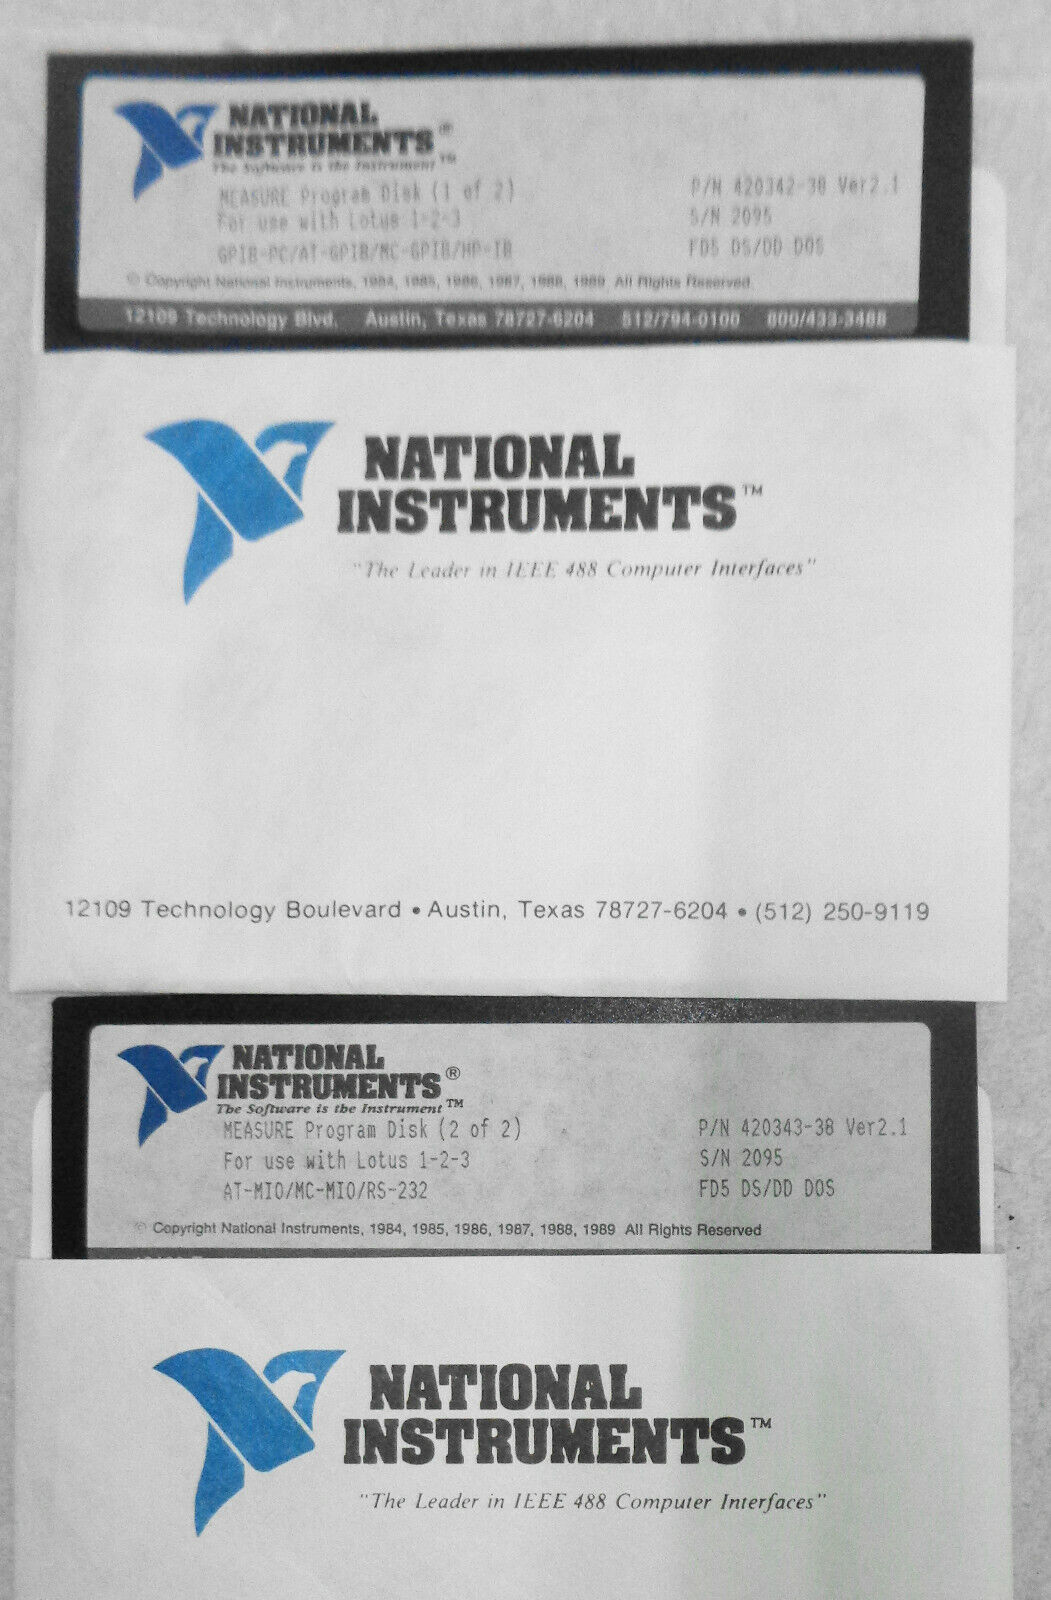 NATIONAL
INSTRUMENTS®
The Software is the Instrument™
MEASURE Program Disk (1 of 2)
P/N 420342-38 Ver2.1
For use with Lotus 1-2-3
S/N 2095
GPIB-PC/AT-GPIB/MC-GPIB/HP-IB
FD5 DS/DD DOS
© Copyright National Instruments, 1984, 1985, 1986, 1987, 1988, 1989 All Rights Reserved
12109 Technology Blvd. Austin, Texas 78727-6204 512/794-0100 800/433-3488
NATIONAL
INSTRUMENTS™
"The Leader in IEEE 488 Computer Interfaces"
12109 Technology Boulevard • Austin, Texas 78727-6204 • (512) 250-9119
NATIONAL
INSTRUMENTS®
The Software is the Instrument™
MEASURE Program Disk (2 of 2)
P/N 420343-38 Ver2.1
For use with Lotus 1-2-3
S/N 2095
AT-MIO/MC-MIO/RS-232
FD5 DS/DD DOS
© Copyright National Instruments, 1984, 1985, 1986, 1987, 1988, 1989 All Rights Reserved
NATIONAL
INSTRUMENTS™
"The Leader in IEEE 488 Computer Interfaces"